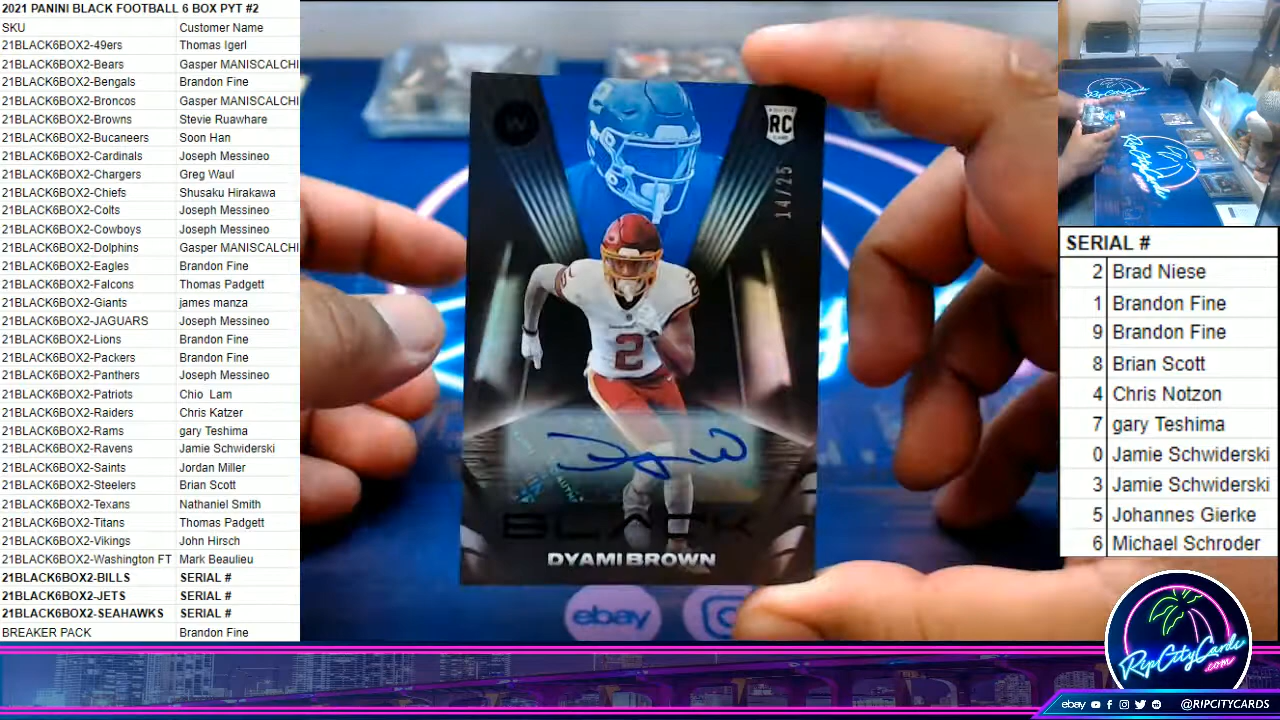 2021 PANINI BLACK FOOTBALL 6 BOX PYT #2
SKU Customer Name
21BLACK6BOX2-49ers Thomas Igerl
21BLACK6BOX2-Bears Gasper MANISCALCHI
21BLACK6BOX2-Bengals Brandon Fine
21BLACK6BOX2-Broncos Gasper MANISCALCHI
21BLACK6BOX2-Browns Stevie Ruawhare
21BLACK6BOX2-Bucaneers Soon Han
21BLACK6BOX2-Cardinals Joseph Messineo
21BLACK6BOX2-Chargers Greg Waul
21BLACK6BOX2-Chiefs Shusaku Hirakawa
21BLACK6BOX2-Colts Joseph Messineo
21BLACK6BOX2-Cowboys Joseph Messineo
21BLACK6BOX2-Dolphins Gasper MANISCALCHI
21BLACK6BOX2-Eagles Brandon Fine
21BLACK6BOX2-Falcons Thomas Padgett
21BLACK6BOX2-Giants james manza
21BLACK6BOX2-JAGUARS Joseph Messineo
21BLACK6BOX2-Lions Brandon Fine
21BLACK6BOX2-Packers Brandon Fine
21BLACK6BOX2-Panthers Joseph Messineo
21BLACK6BOX2-Patriots Chio Lam
21BLACK6BOX2-Raiders Chris Katzer
21BLACK6BOX2-Rams gary Teshima
21BLACK6BOX2-Ravens Jamie Schwiderski
21BLACK6BOX2-Saints Jordan Miller
21BLACK6BOX2-Steelers Brian Scott
21BLACK6BOX2-Texans Nathaniel Smith
21BLACK6BOX2-Titans Thomas Padgett
21BLACK6BOX2-Vikings John Hirsch
21BLACK6BOX2-Washington FT Mark Beaulieu
21BLACK6BOX2-BILLS SERIAL #
21BLACK6BOX2-JETS SERIAL #
21BLACK6BOX2-SEAHAWKS SERIAL #
BREAKER PACK Brandon Fine
W
RC
14/25
2
BLACK
DYAMI BROWN
ebay
RipCityCards
SERIAL #
2 Brad Niese
1 Brandon Fine
9 Brandon Fine
8 Brian Scott
4 Chris Notzon
7 gary Teshima
0 Jamie Schwiderski
3 Jamie Schwiderski
5 Johannes Gierke
6 Michael Schroder
RipCityCards
.com
ebay @RIPCITYCARDS